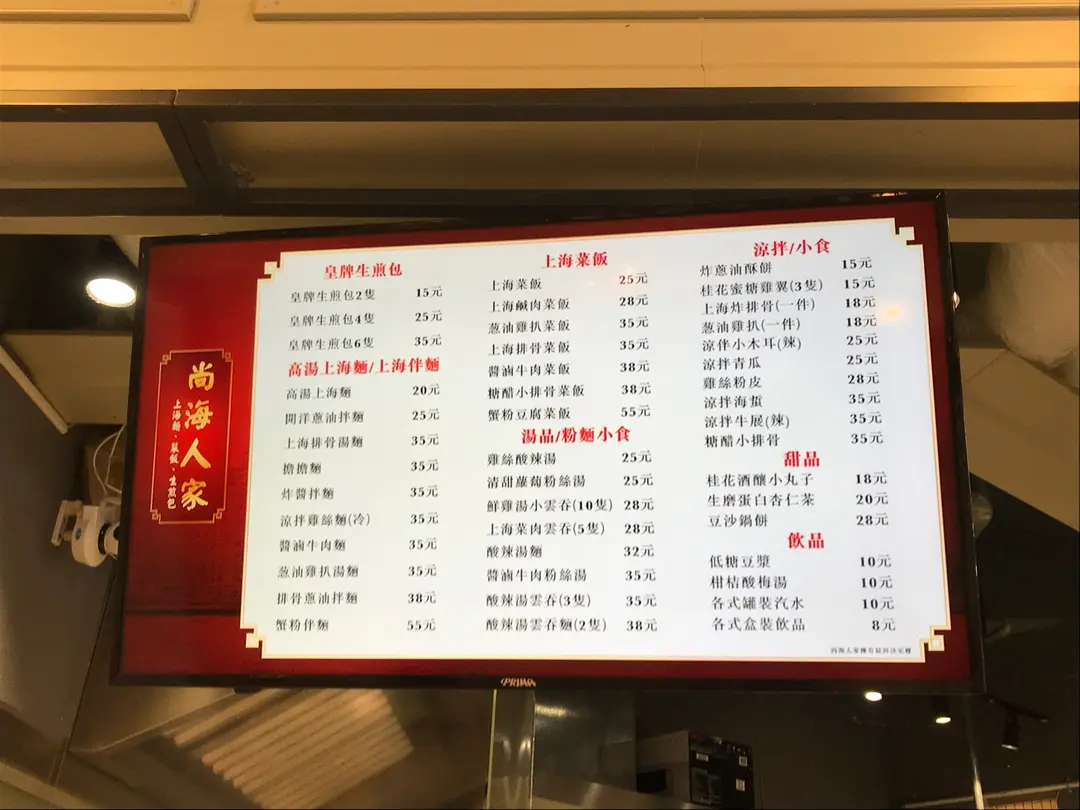 尚海人家
上海麵、菜飯、生煎包
皇牌生煎包
皇牌生煎包2隻 15元
皇牌生煎包4隻 25元
皇牌生煎包6隻 35元
高湯上海麵/上海伴麵
高湯上海麵 20元
開洋蔥油拌麵 25元
上海排骨湯麵 35元
擔擔麵 35元
炸醬拌麵 35元
涼拌雞絲麵(冷) 35元
醬滷牛肉麵 35元
葱油雞扒湯麵 35元
排骨蔥油拌麵 38元
蟹粉伴麵 55元
上海菜飯
上海菜飯 25元
上海鹹肉菜飯 28元
葱油雞扒菜飯 35元
上海排骨菜飯 35元
醬滷牛肉菜飯 38元
糖醋小排骨菜飯 38元
蟹粉豆腐菜飯 55元
湯品/粉麵小食
雞絲酸辣湯 25元
清甜蘿蔔粉絲湯 25元
鮮雞湯小雲吞(10隻) 28元
上海菜肉雲吞(5隻) 28元
酸辣湯麵 32元
醬滷牛肉粉絲湯 35元
酸辣湯雲吞(3隻) 35元
酸辣湯雲吞麵(2隻) 38元
涼拌/小食
炸蔥油酥餅 15元
桂花蜜糖雞翼(3隻) 15元
上海炸排骨(一件) 18元
葱油雞扒(一件) 18元
涼伴小木耳(辣) 25元
涼拌青瓜 25元
雞絲粉皮 28元
涼拌海蜇 35元
涼拌牛展(辣) 35元
糖醋小排骨 35元
甜品
桂花酒釀小丸子 18元
生磨蛋白杏仁茶 20元
豆沙鍋餅 28元
飲品
低糖豆漿 10元
柑桔酸梅湯 10元
各式罐裝汽水 10元
各式盒裝飲品 8元
尚海人家擁有最終決定權
PRIMA